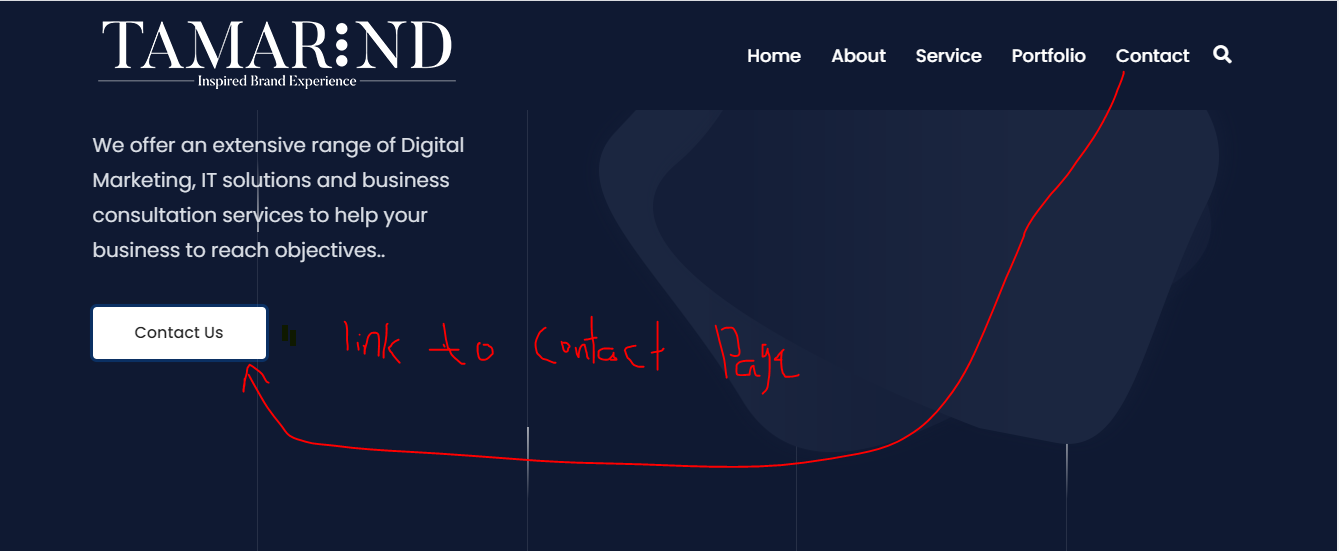 TAMARIND
Inspired Brand Experience
Home About Service Portfolio Contact
We offer an extensive range of Digital
Marketing, IT solutions and business
consultation services to help your
business to reach objectives..
Contact Us
link to Contact Page